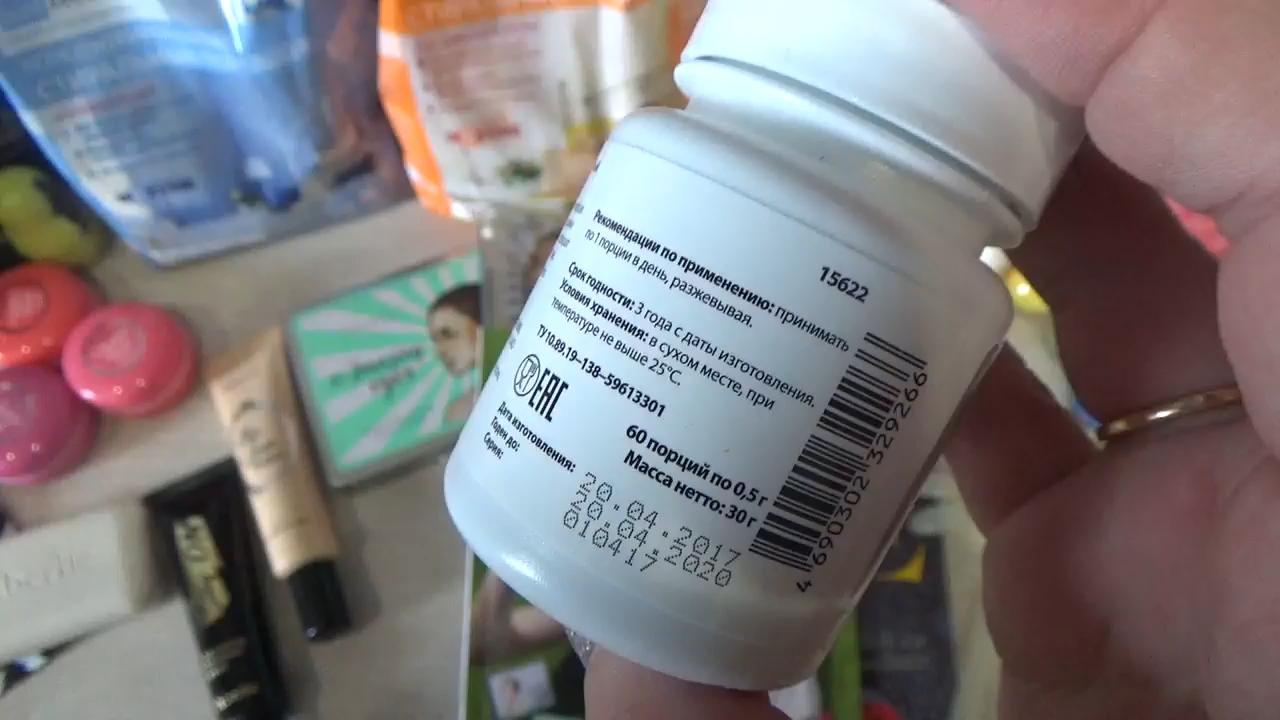 15622
Рекомендации по применению: принимать
по 1 порции в день, разжевывая.
Срок годности: 3 года с даты изготовления.
Условия хранения: в сухом месте, при
температуре не выше 25°С.
ТУ 10.89.19–138–59613301
EAC
60 порций по 0,5 г
Масса нетто: 30 г
Дата изготовления: 20.04.2017
Годен до: 20.04.2020
Серия: 010417
4 690302 329266